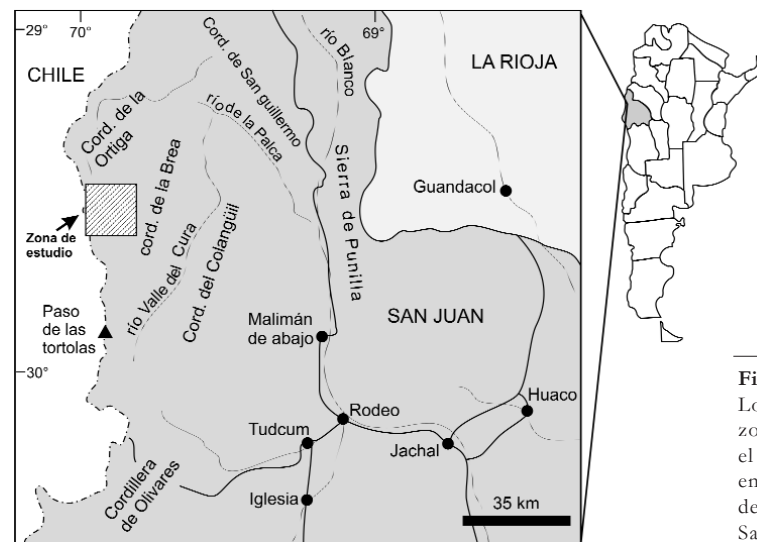 29° 70° 69°
CHILE
LA RIOJA
río Blanco
Cord. de San guillermo
río de la Palca
Cord. de la
Ortiga
Sierra de Punilla
Guandacol
cord. de la Brea
Zona de
estudio
río Valle del Cura
Cord. del Colangüil
Paso
de las
tortolas
Malimán
de abajo
SAN JUAN
30°
Huaco
Rodeo
Tudcum
Jachal
Cordillera
de Olivares
Iglesia
35 km
Fi
Lo
zo
el
en
de
Sa